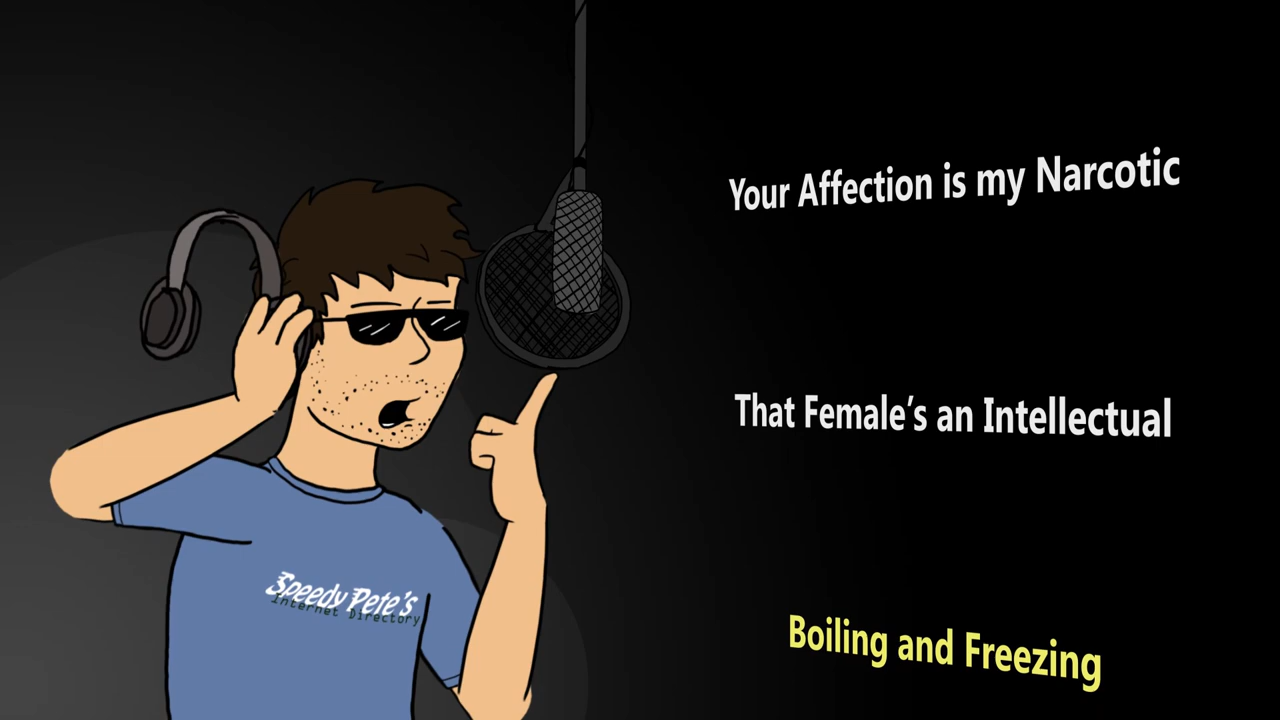 Your Affection is my Narcotic
That Female's an Intellectual
Boiling and Freezing
Speedy Pete's
Internet Directory